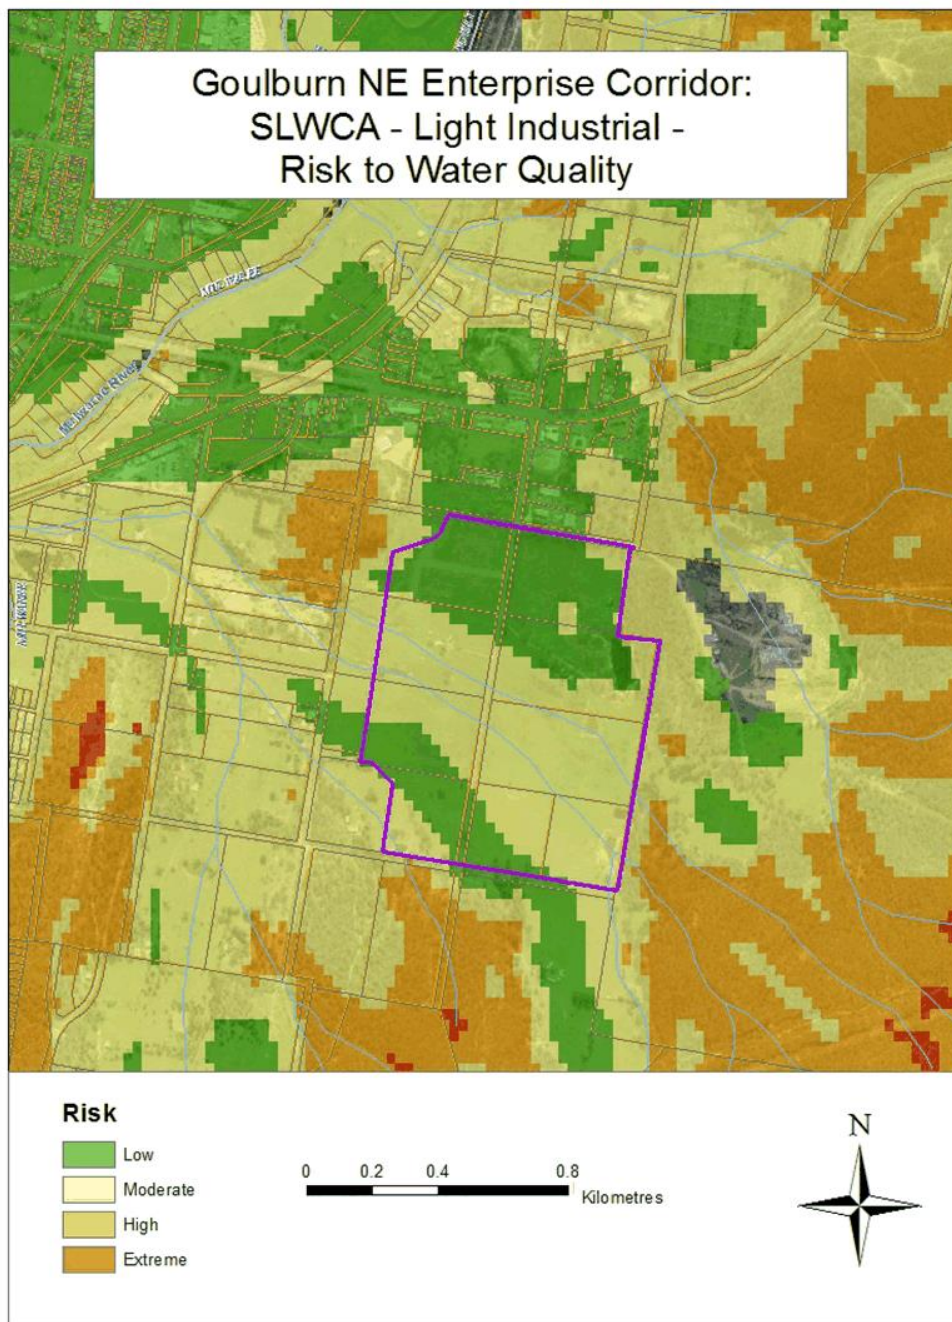 Goulburn NE Enterprise Corridor:
SLWCA - Light Industrial -
Risk to Water Quality
Risk
Low
Moderate
High
Extreme
0 0.2 0.4 0.8
Kilometres
N